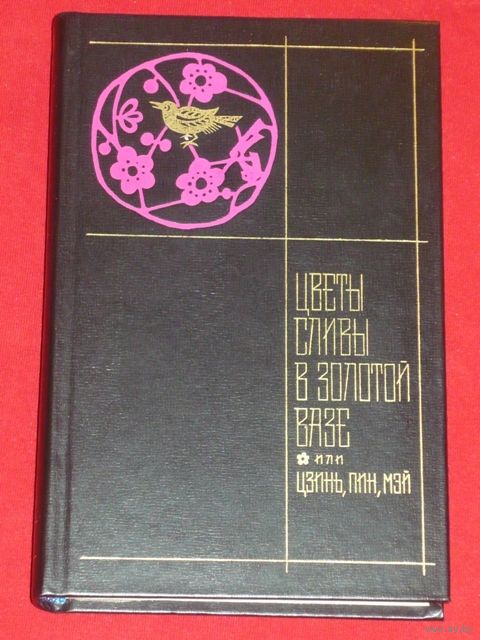 ЦВЕТЫ
СЛИВЫ
В ЗОЛОТОЙ
ВАЗЕ
ИЛИ
ЦЗИНЬ, ПИН, МЭЙ